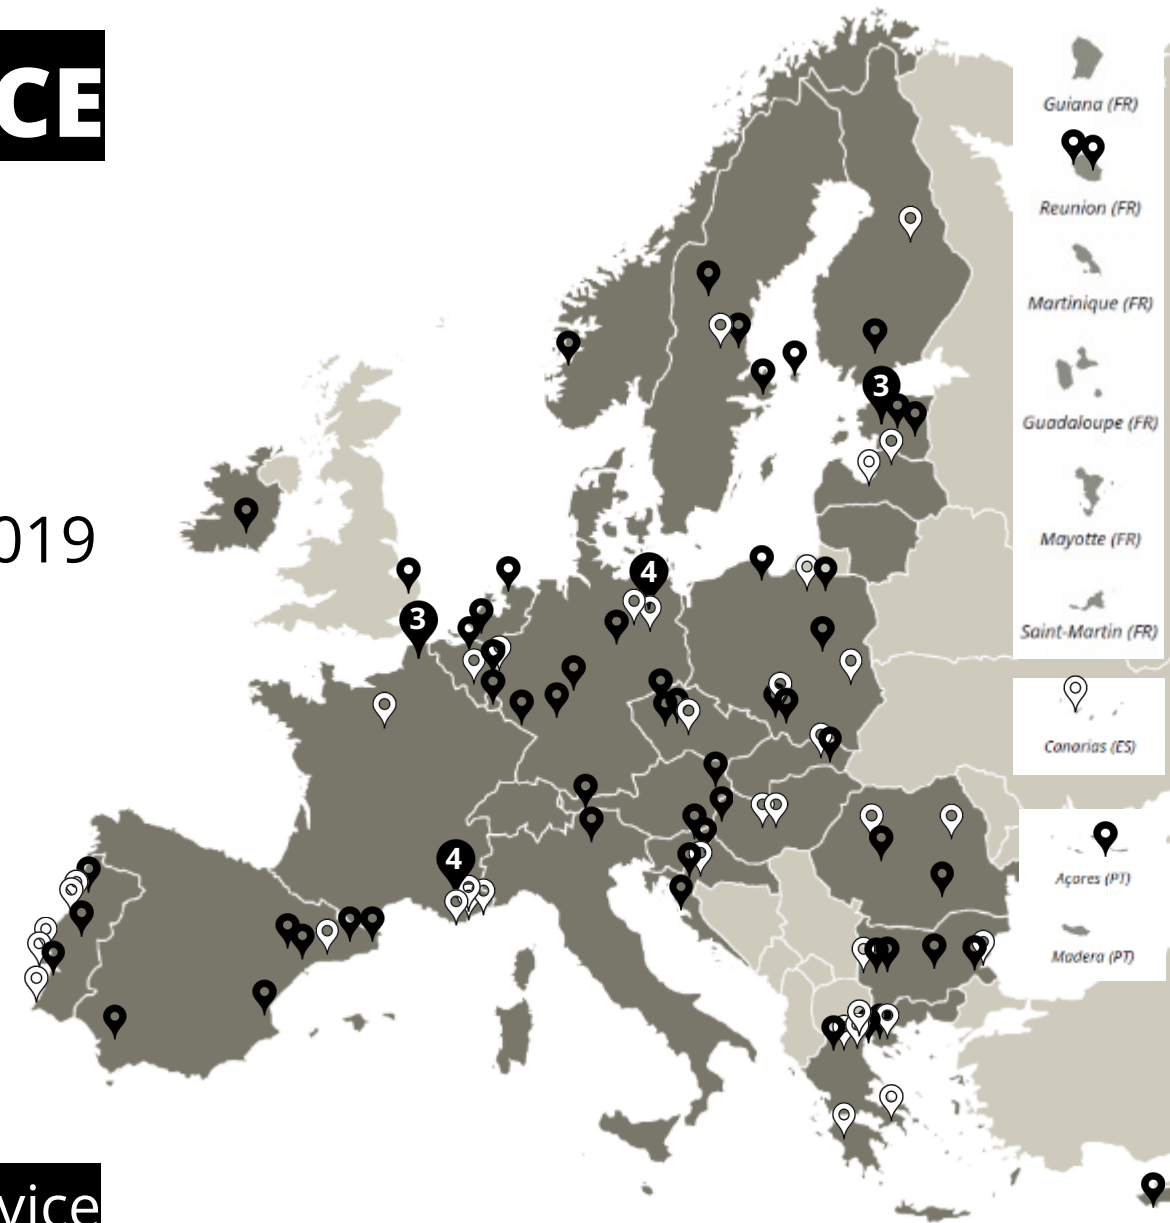 CE
Guiana (FR)
Reunion (FR)
Martinique (FR)
3
Guadaloupe (FR)
019
Mayotte (FR)
4
3
Saint-Martin (FR)
Canarias (ES)
4
Açores (PT)
Madera (PT)
vice